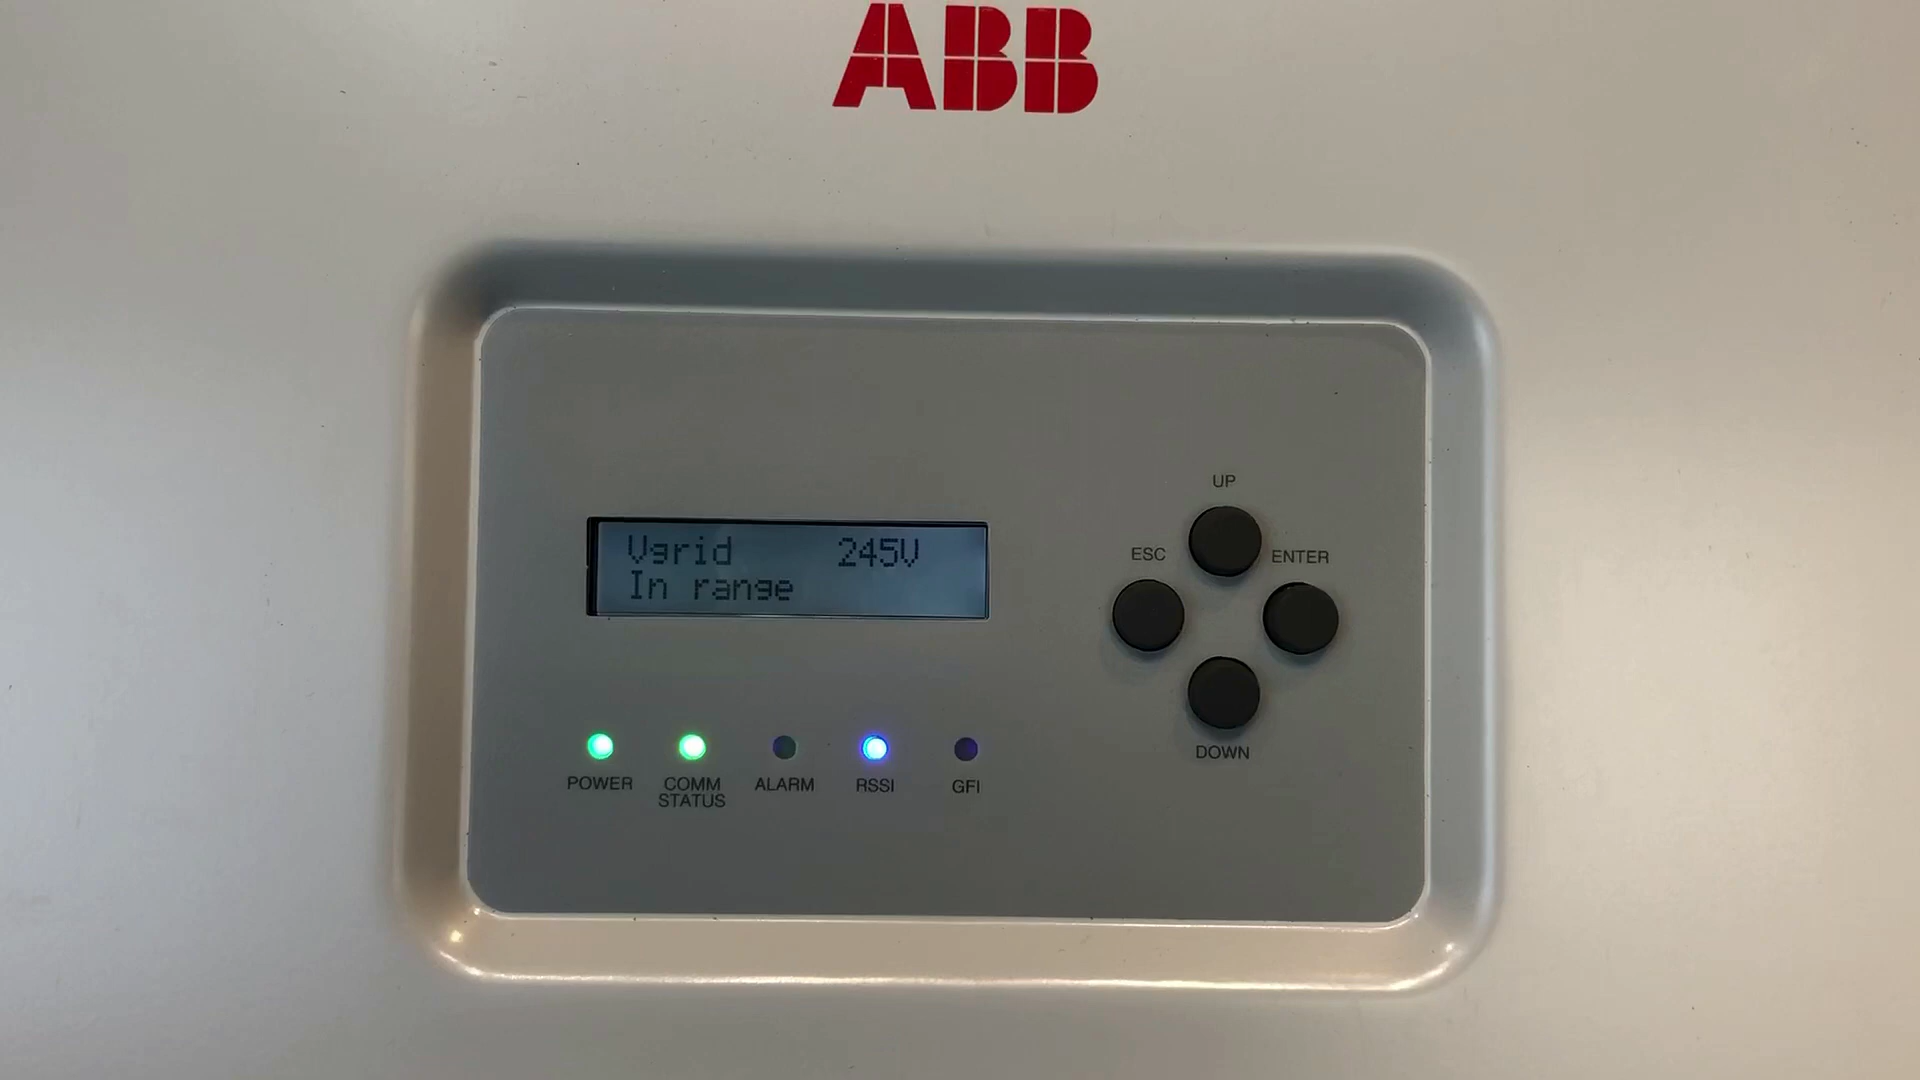 ABB
Vgrid 245V
In range
UP
ESC
ENTER
DOWN
POWER
COMM
STATUS
ALARM
RSSI
GFI